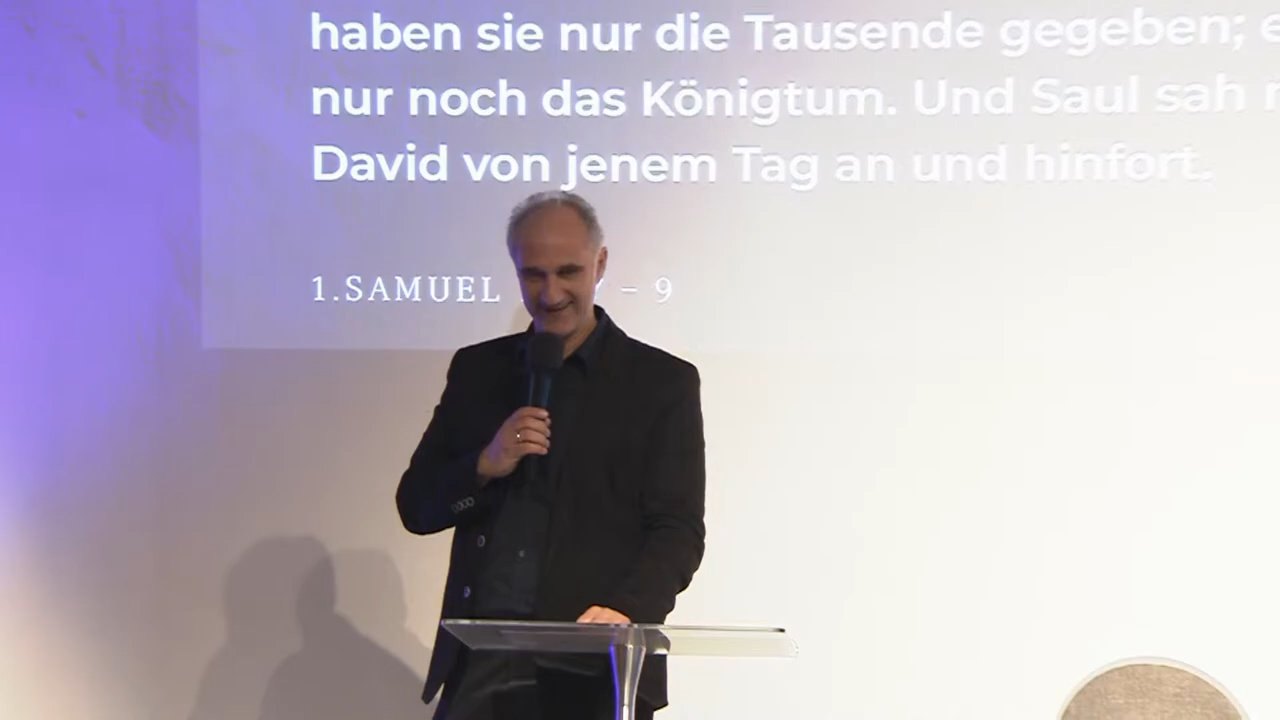 haben sie nur die Tausende gegeben;
nur noch das Königtum. Und Saul sah
David von jenem Tag an und hinfort.
1.SAMUEL – 9